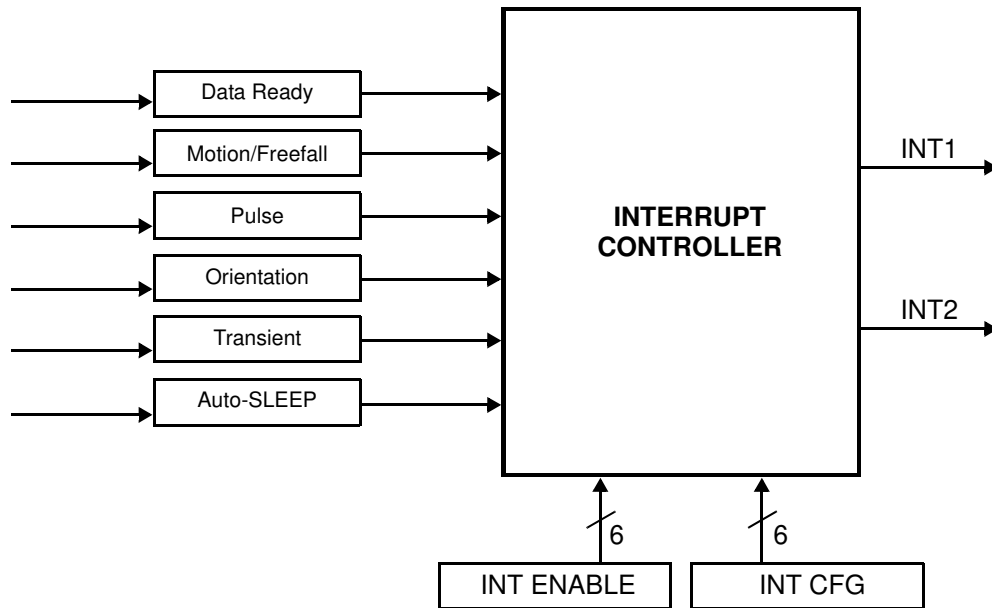 Data Ready
Motion/Freefall
Pulse
Orientation
Transient
Auto-SLEEP
INTERRUPT
CONTROLLER
INT1
INT2
6
6
INT ENABLE
INT CFG